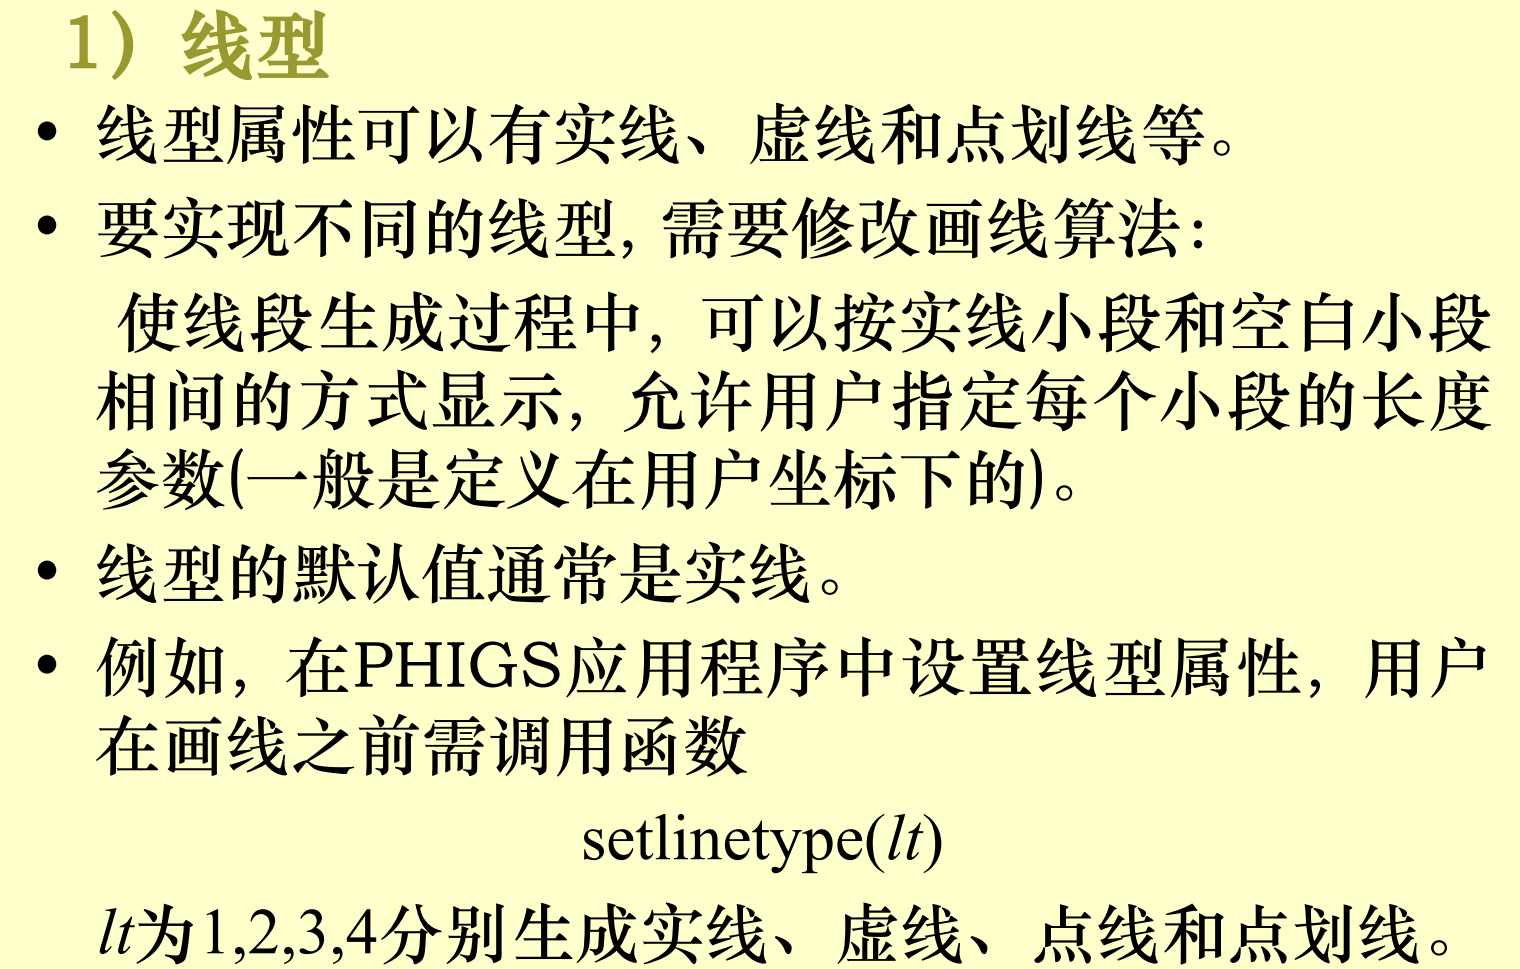 1）线型
• 线型属性可以有实线、虚线和点划线等。
• 要实现不同的线型, 需要修改画线算法：
使线段生成过程中，可以按实线小段和空白小段
相间的方式显示，允许用户指定每个小段的长度
参数(一般是定义在用户坐标下的)。
• 线型的默认值通常是实线。
• 例如，在PHIGS应用程序中设置线型属性，用户
在画线之前需调用函数
setlinetype(lt)
lt为1,2,3,4分别生成实线、虚线、点线和点划线。